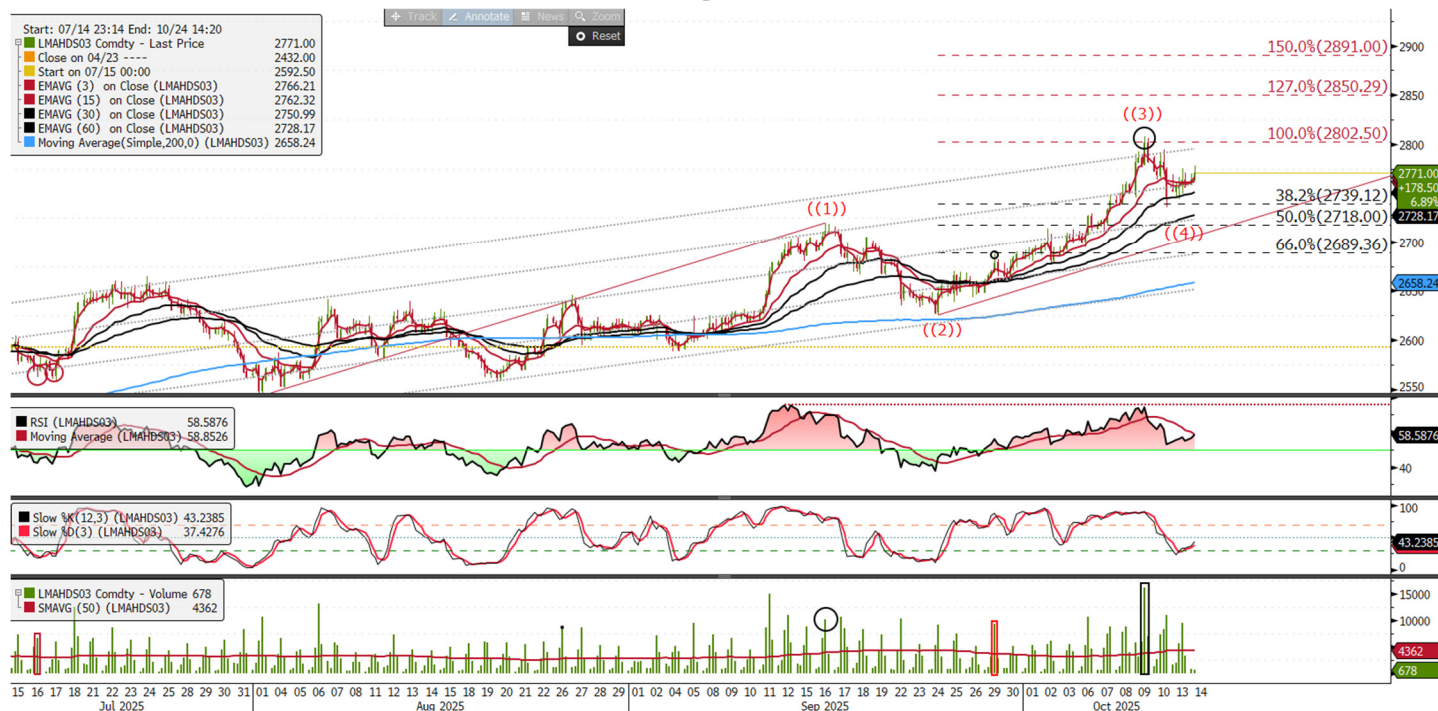 Track Annotate News Zoom
Reset
Start: 07/14 23:14 End: 10/24 14:20
LMAHDS03 Comdty - Last Price 2771.00
Close on 04/23 ---- 2432.00
Start on 07/15 00:00 2592.50
EMAVG (3) on Close (LMAHDS03) 2766.21
EMAVG (15) on Close (LMAHDS03) 2762.32
EMAVG (30) on Close (LMAHDS03) 2750.99
EMAVG (60) on Close (LMAHDS03) 2728.17
Moving Average(Simple,200,0) (LMAHDS03) 2658.24
150.0%(2891.00)
127.0%(2850.29)
((3))
100.0%(2802.50)
38.2%(2739.12)
((1))
50.0%(2718.00)
((4))
66.0%(2689.36)
((2))
2900
2850
2800
2771.00
+178.50
6.89%
2728.17
2700
2658.24
2650
2600
2550
RSI (LMAHDS03) 58.5876
Moving Average (LMAHDS03) 58.8526
58.5876
40
Slow %K(12,3) (LMAHDS03) 43.2385
Slow %D(3) (LMAHDS03) 37.4276
100
43.2385
0
LMAHDS03 Comdty - Volume 678
SMAVG (50) (LMAHDS03) 4362
15000
10000
4362
678
15 16 17 18 21 22 23 24 25 28 29 30 31 01 04 05 06 07 08 11 12 13 14 15 18 19 20 21 22 26 27 28 29 01 02 03 04 05 08 09 10 11 12 15 16 17 18 19 22 23 24 25 26 29 30 01 02 03 06 07 08 09 10 13 14
Jul 2025 Aug 2025 Sep 2025 Oct 2025